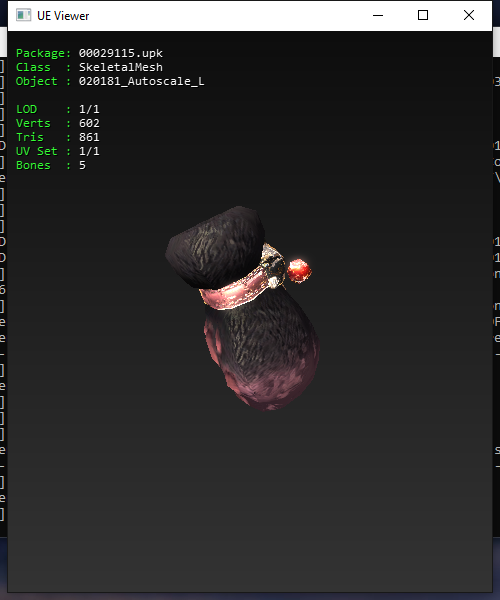 UE Viewer
Package: 00029115.upk
Class : SkeletalMesh
Object : 020181_Autoscale_L
LOD : 1/1
Verts : 602
Tris : 861
UV Set : 1/1
Bones : 5